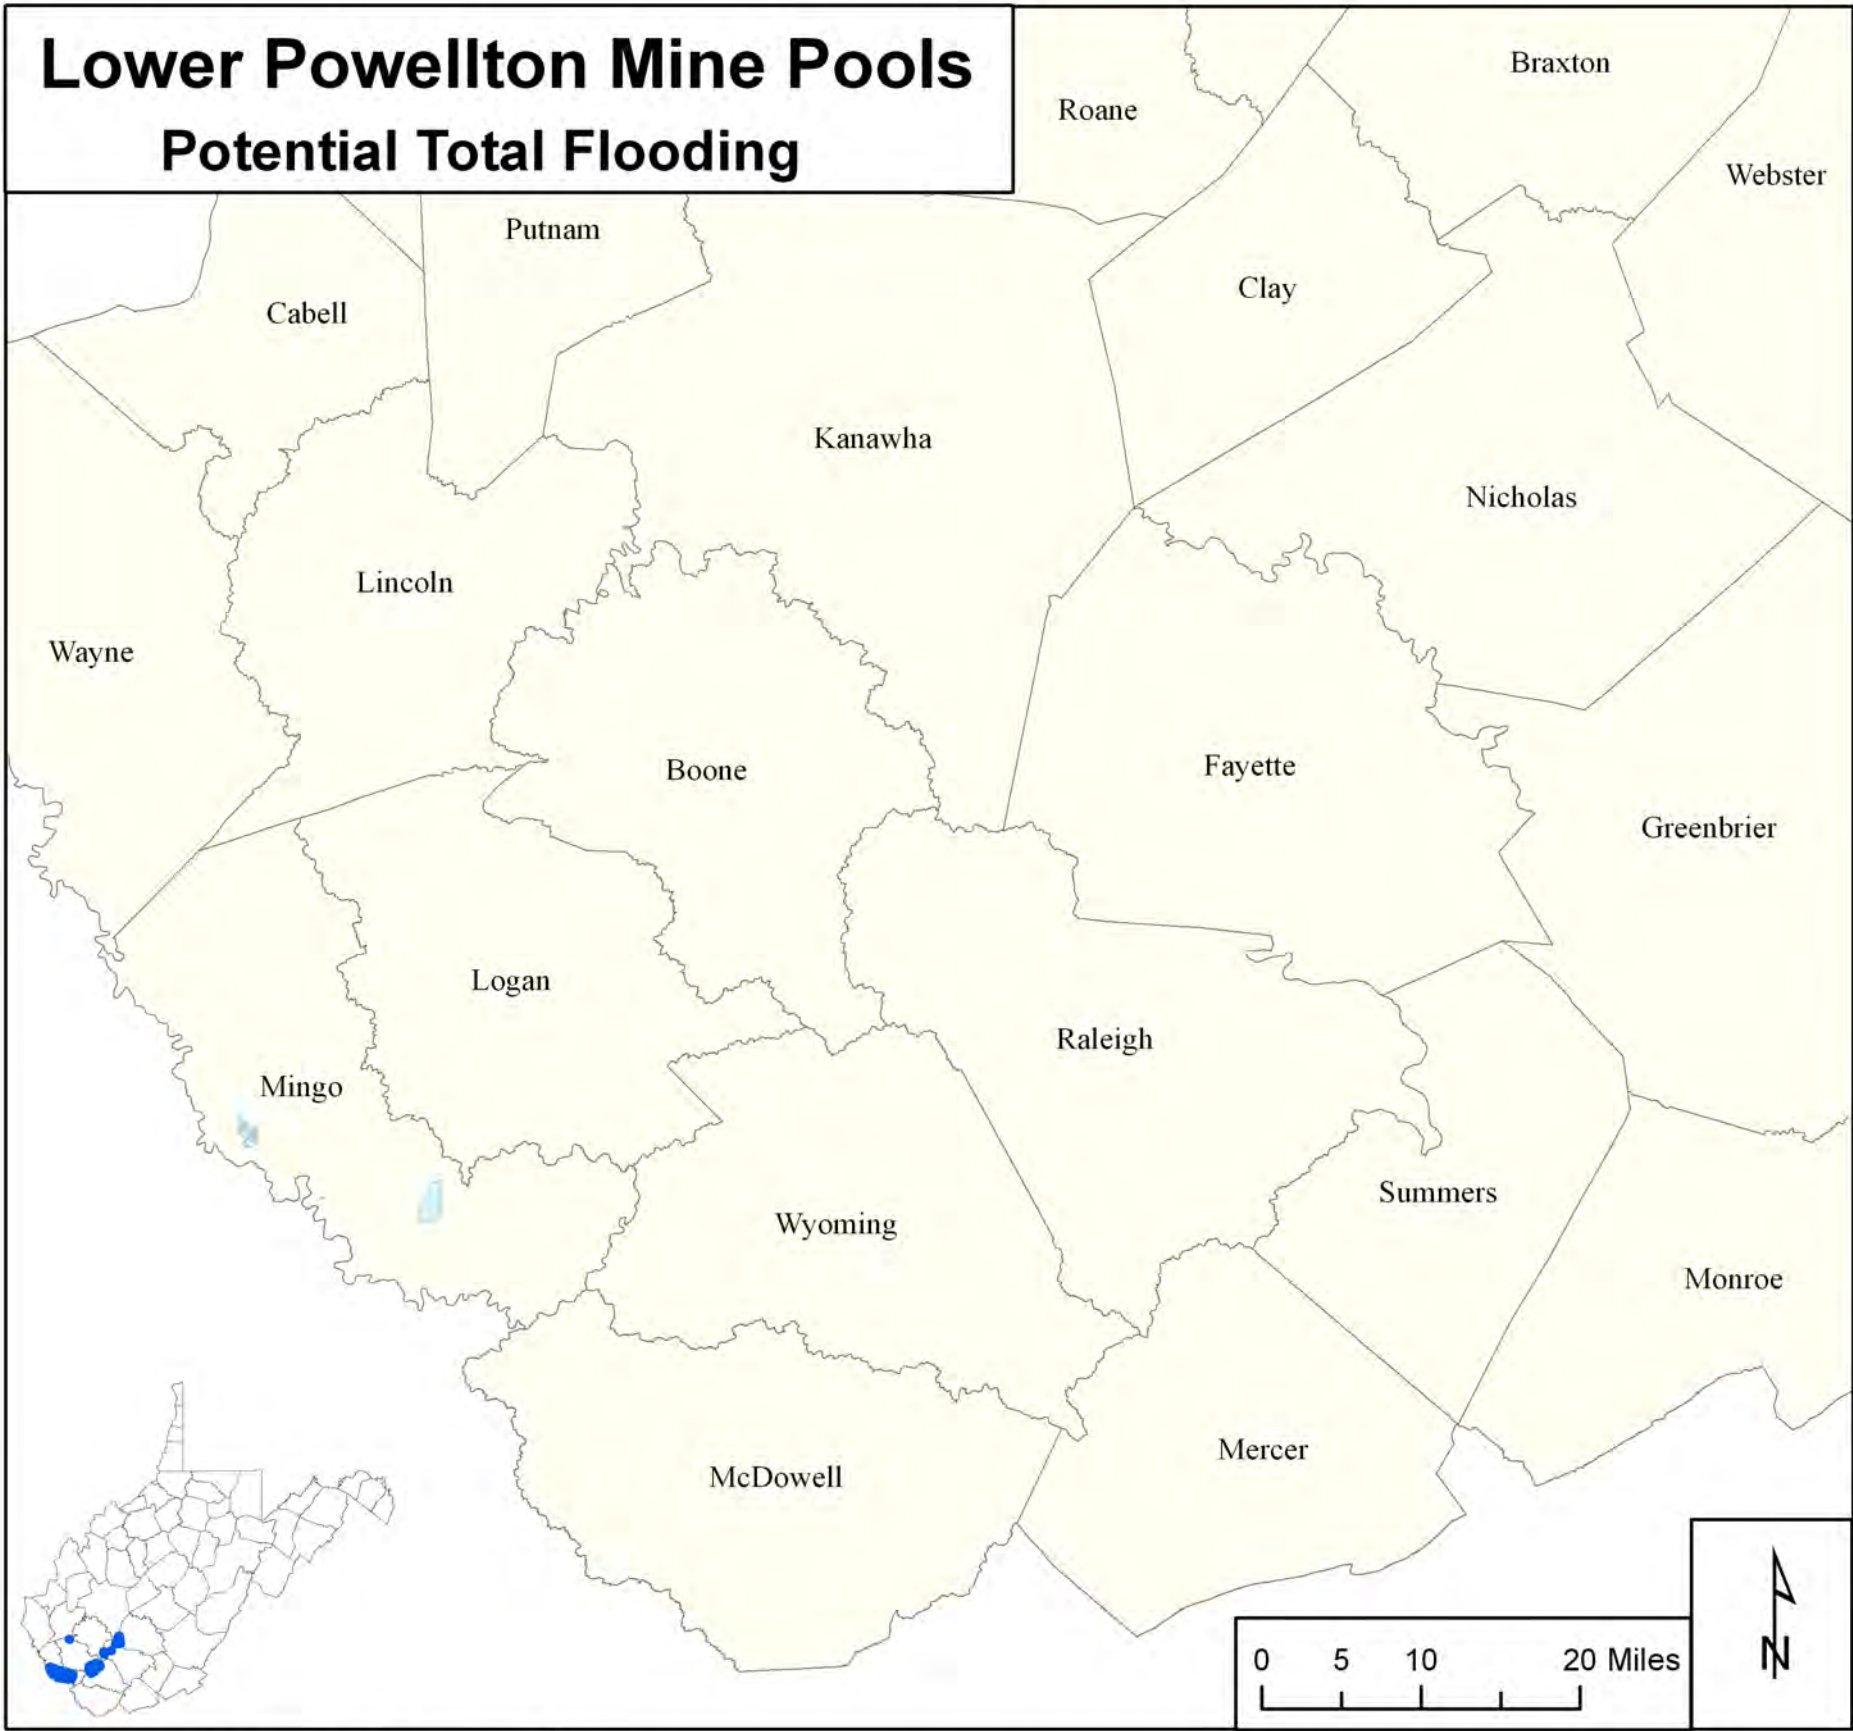 Lower Powellton Mine Pools
Potential Total Flooding
Braxton
Roane
Webster
Putnam
Clay
Cabell
Kanawha
Nicholas
Lincoln
Wayne
Boone
Fayette
Greenbrier
Logan
Raleigh
Mingo
Summers
Wyoming
Monroe
Mercer
McDowell
0 5 10 20 Miles
N